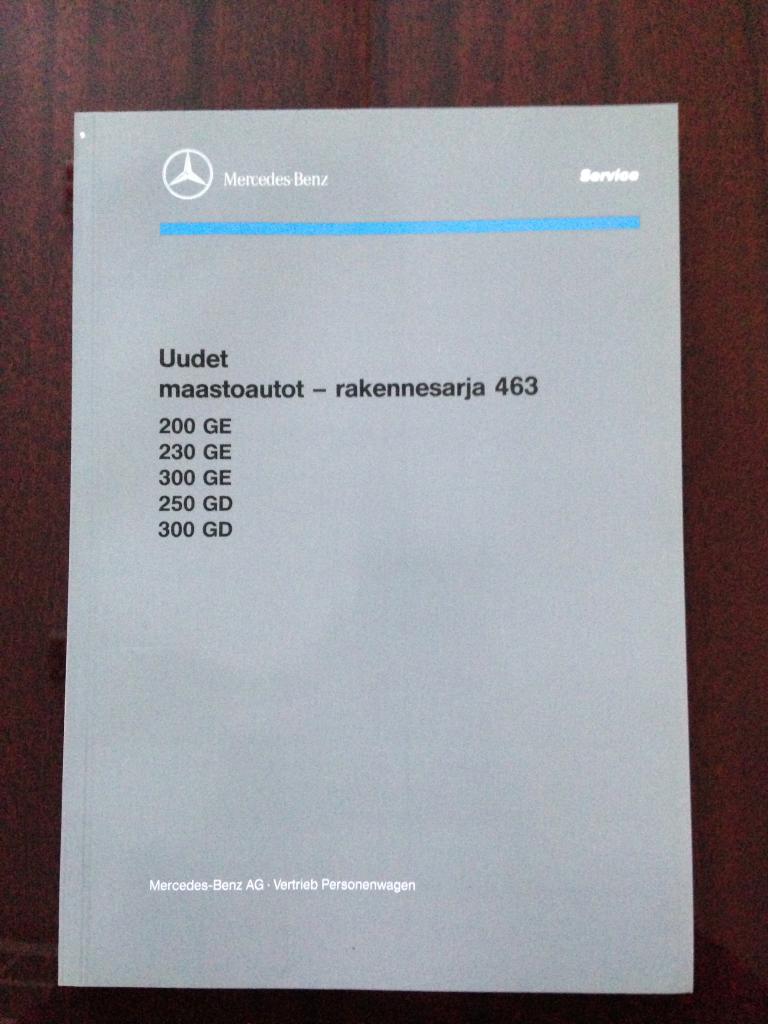 Mercedes-Benz
Service
Uudet
maastoautot – rakennesarja 463
200 GE
230 GE
300 GE
250 GD
300 GD
Mercedes-Benz AG · Vertrieb Personenwagen